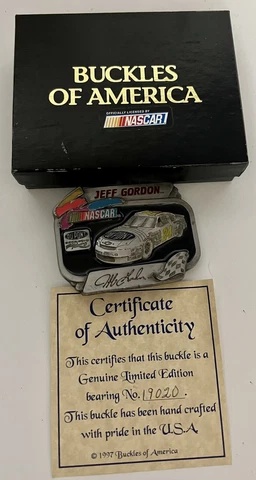 BUCKLES
OF AMERICA
OFFICIALLY LICENSED BY
NASCAR
JEFF GORDON
NASCAR
Jeff Gordon
Certificate
of Authenticity
This certifies that this buckle is a
Genuine Limited Edition
bearing No. 19020.
This buckle has been hand crafted
with pride in the U.S.A.
© 1997 Buckles of America